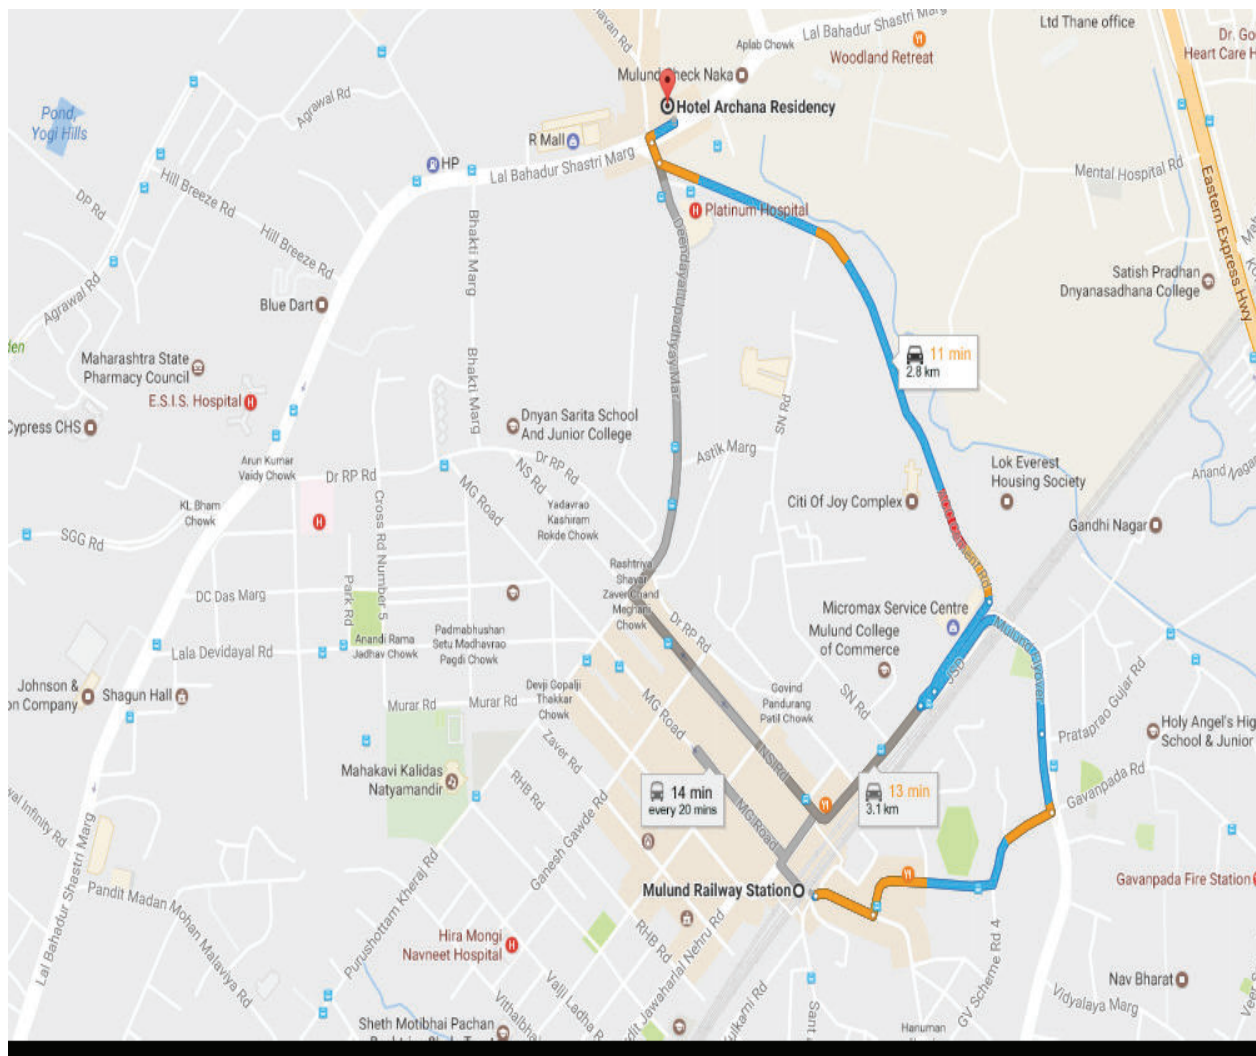 Lal Bahadur Shastri Marg
Ltd Thane office
Aplab Chowk
Woodland Retreat
Heart Care
Mulund Check Naka
Hotel Archana Residency
Pond,
Yogi Hills
Agrawal Rd
R Mall
HP
Lal Bahadur Shastri Marg
Mental Hospital Rd
Eastern Express Hwy
Hill Breeze Rd
DP Rd
Platinum Hospital
Bhakti Marg
Hill Breeze Rd
Deendayal Upadhyay Mar
Satish Pradhan
Dnyanasadhana College
Agrawal Rd
Blue Dart
11 min
2.8 km
Maharashtra State
Pharmacy Council
Bhakti Marg
E.S.I.S. Hospital
Cypress CHS
Dnyan Sarita School
And Junior College
SN Rd
Astik Marg
Arun Kumar
Vaidy Chowk
Dr RP Rd
Dr RP Rd
NS Rd
MG Road
Lok Everest
Housing Society
Anand Nagar
KL Bham
Chowk
Cross Rd Number 5
Yadavrao
Kashiram
Rokde Chowk
Citi Of Joy Complex
Gandhi Nagar
SGG Rd
Rashtriya
Shayar
Zaver Chand
Meghani
Chowk
DC Das Marg
Park Rd
Micromax Service Centre
Mulund College
of Commerce
Dr RP Rd
Anandi Rama
Jadhav Chowk
Padmabhushan
Setu Madhavrao
Pagdi Chowk
Lala Devidayal Rd
Johnson &
on Company
Shagun Hall
Murar Rd
Murar Rd
Devji Gopalji
Thakkar
Chowk
MG Road
Govind
Pandurang
Patil Chowk
SN Rd
JSD
Prataprao Gujar Rd
Holy Angel's Hig
School & Junior
Zaver Rd
Mahakavi Kalidas
Natyamandir
RHB Rd
14 min
every 20 mins
NS Rd
13 min
3.1 km
Gavanpada Rd
Lal Bahadur Shastri Marg
MG Road
Ganesh Gawde Rd
Mulund Railway Station
Gavanpada Fire Station
Pandit Madan Mohan Malaviya Rd
Purushottam Kheraj Rd
Hira Mongi
Navneet Hospital
RHB Rd
Jawaharlal Nehru Rd
GV Scheme Rd 4
Nav Bharat
Vidyalaya Marg
Valji Ladha R
Sheth Motibhai Pachan
Hanuman